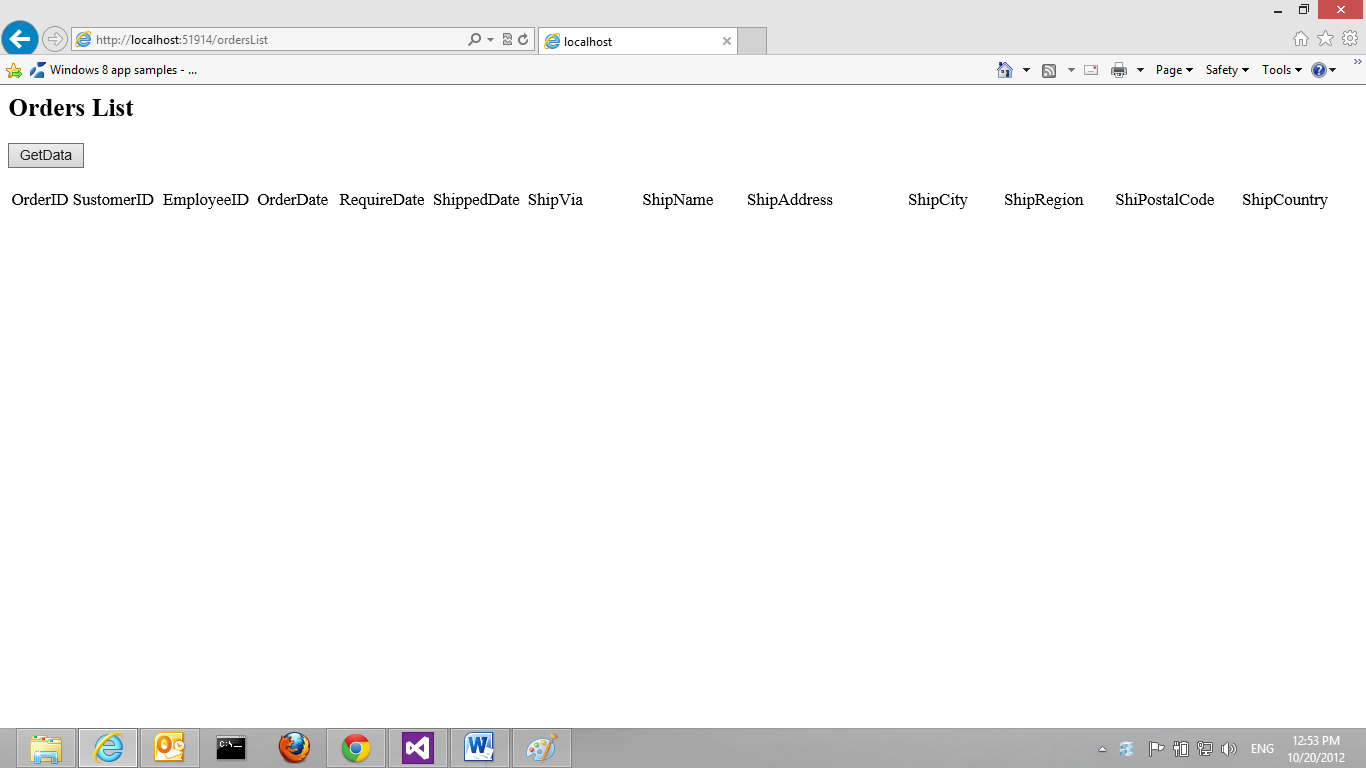 http://localhost:51914/ordersList
localhost
Windows 8 app samples - ...
Page
Safety
Tools
Orders List
GetData
OrderID SustomerID EmployeeID OrderDate RequireDate ShippedDate ShipVia ShipName ShipAddress ShipCity ShipRegion ShiPostalCode ShipCountry
C:\
ENG
12:53 PM
10/20/2012